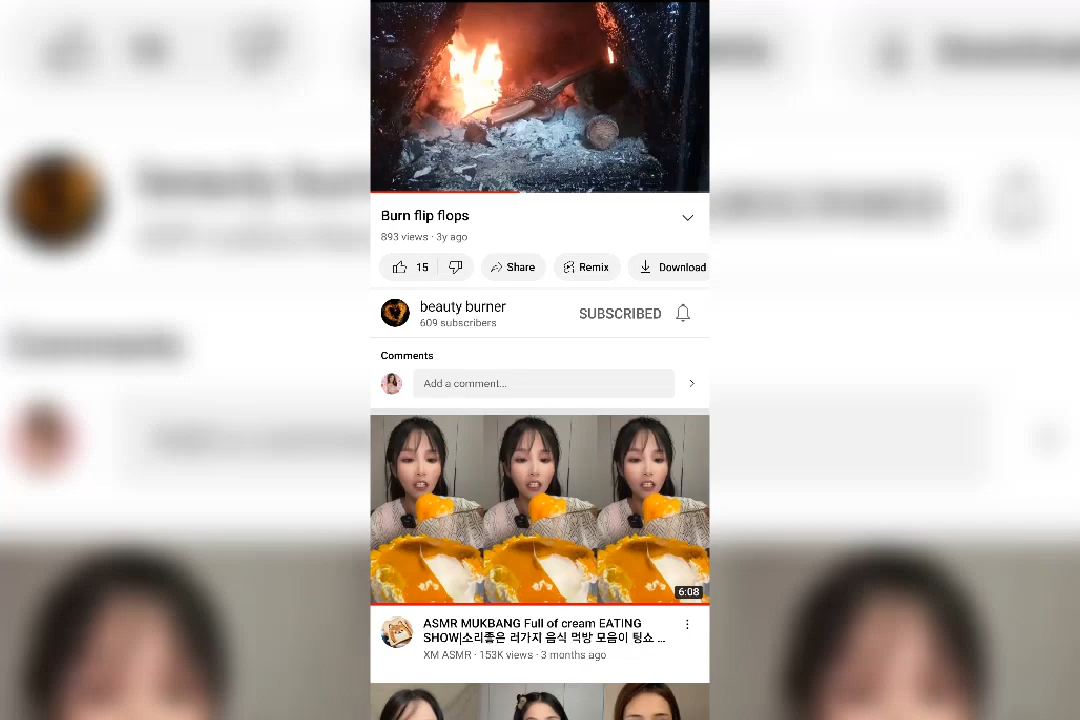 Burn flip flops
893 views · 3y ago
15
Share
Remix
Download
beauty burner
609 subscribers
SUBSCRIBED
Comments
Add a comment...
6:08
ASMR MUKBANG Full of cream EATING
SHOW|소리좋은 러가지 음식 먹방 모음이 팅쇼 ...
XM ASMR · 153K views · 3 months ago